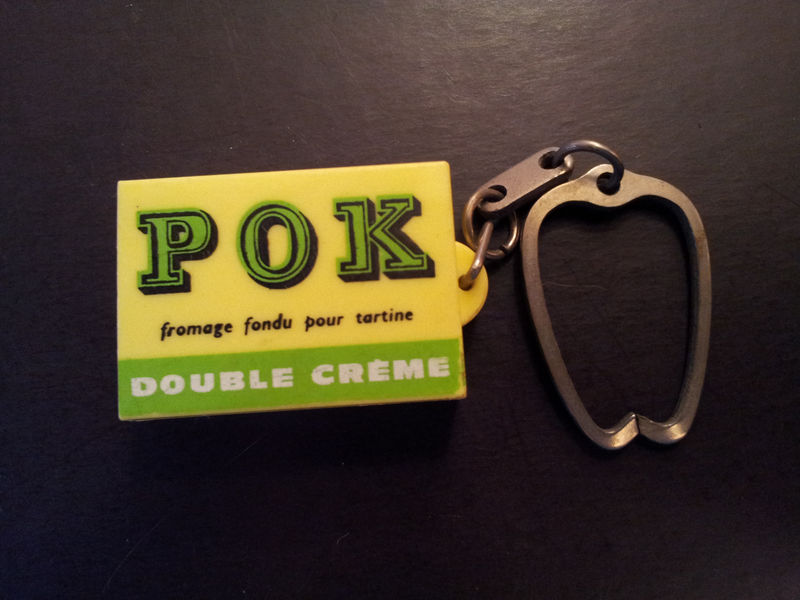 POK
fromage fondu pour tartine
DOUBLE CRÈME